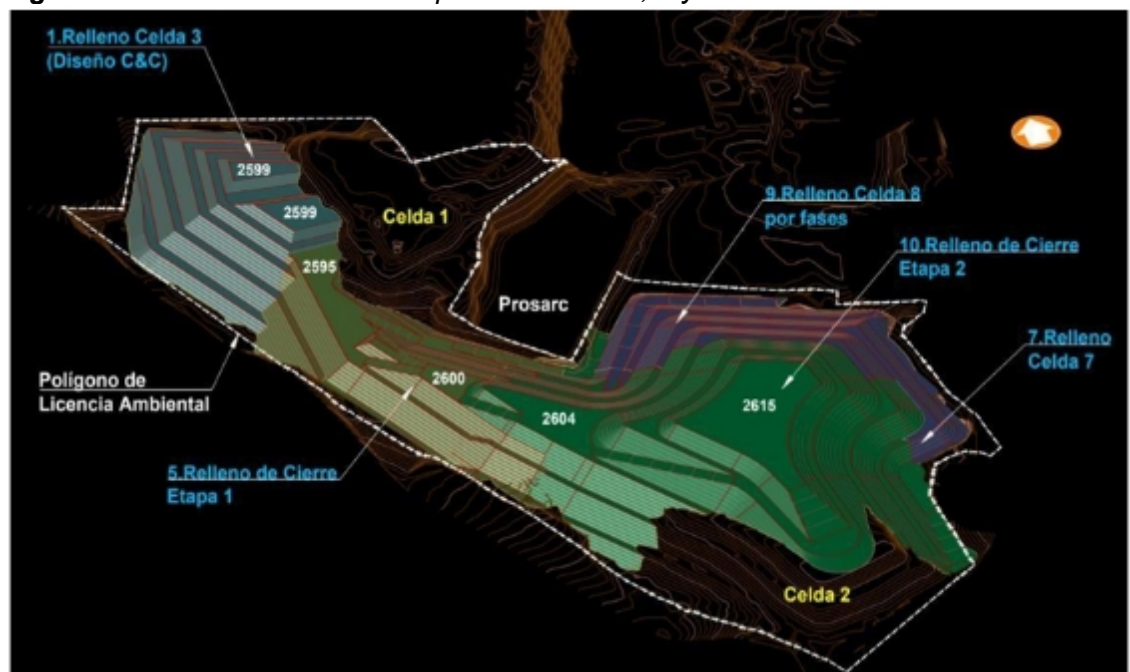 1.Relleno Celda 3
(Diseño C&C)
2599
2599
Celda 1
2595
9.Relleno Celda 8
por fases
10.Relleno de Cierre
Etapa 2
Prosarc
7.Relleno
Celda 7
Polígono de
Licencia Ambiental
2600
2604
2615
5.Relleno de Cierre
Etapa 1
Celda 2